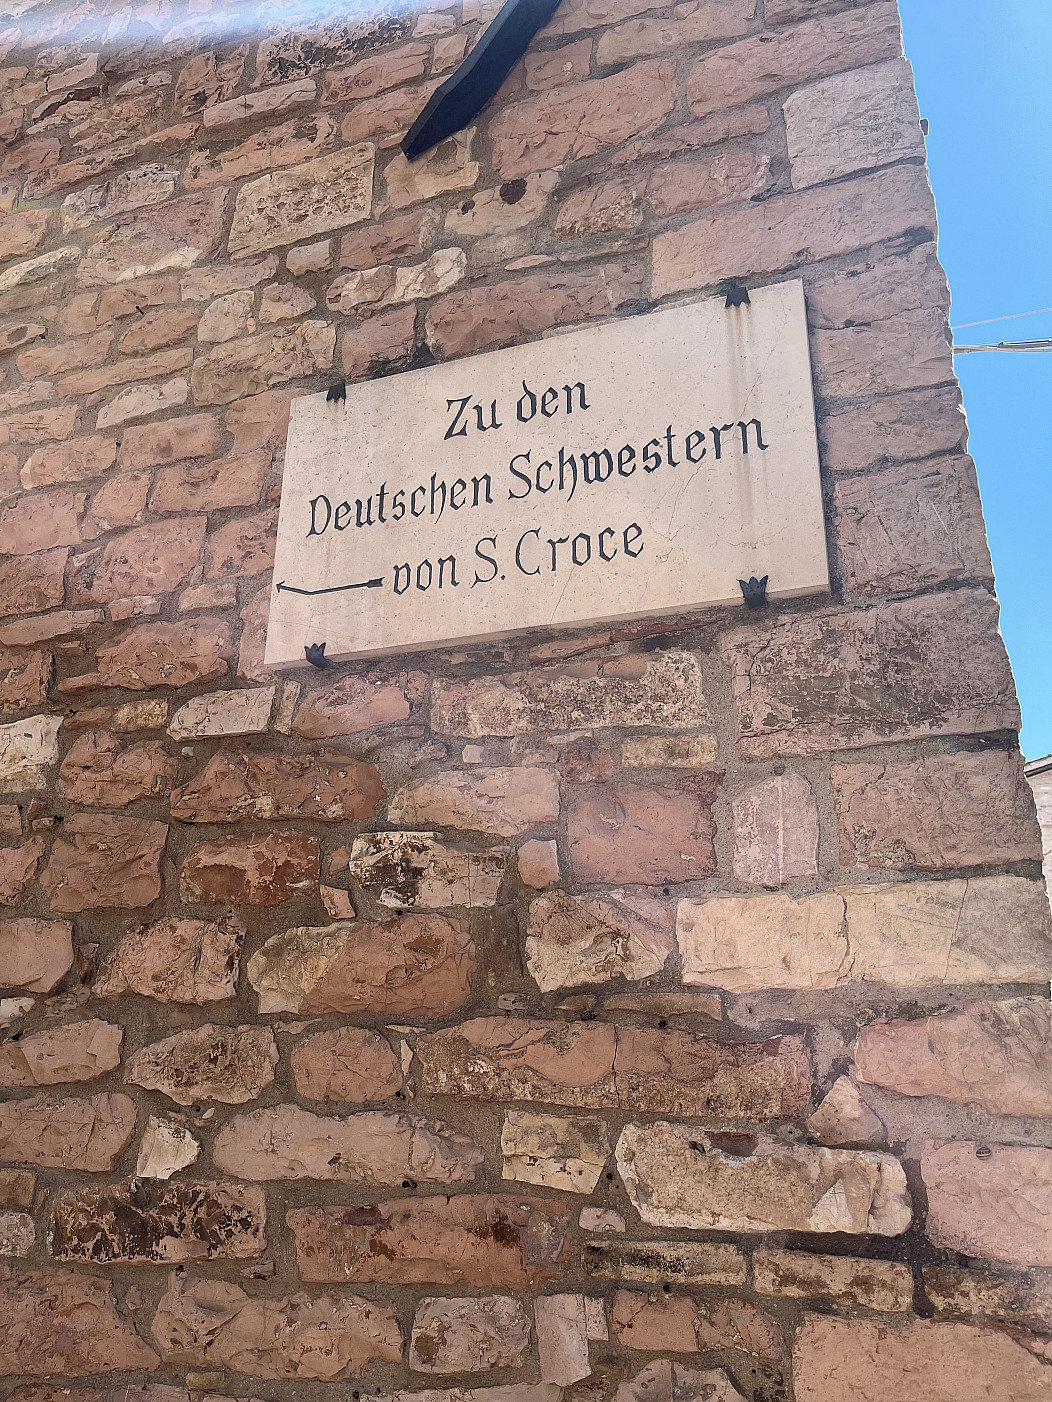 Zu den
Deutschen Schwestern
von S. Croce